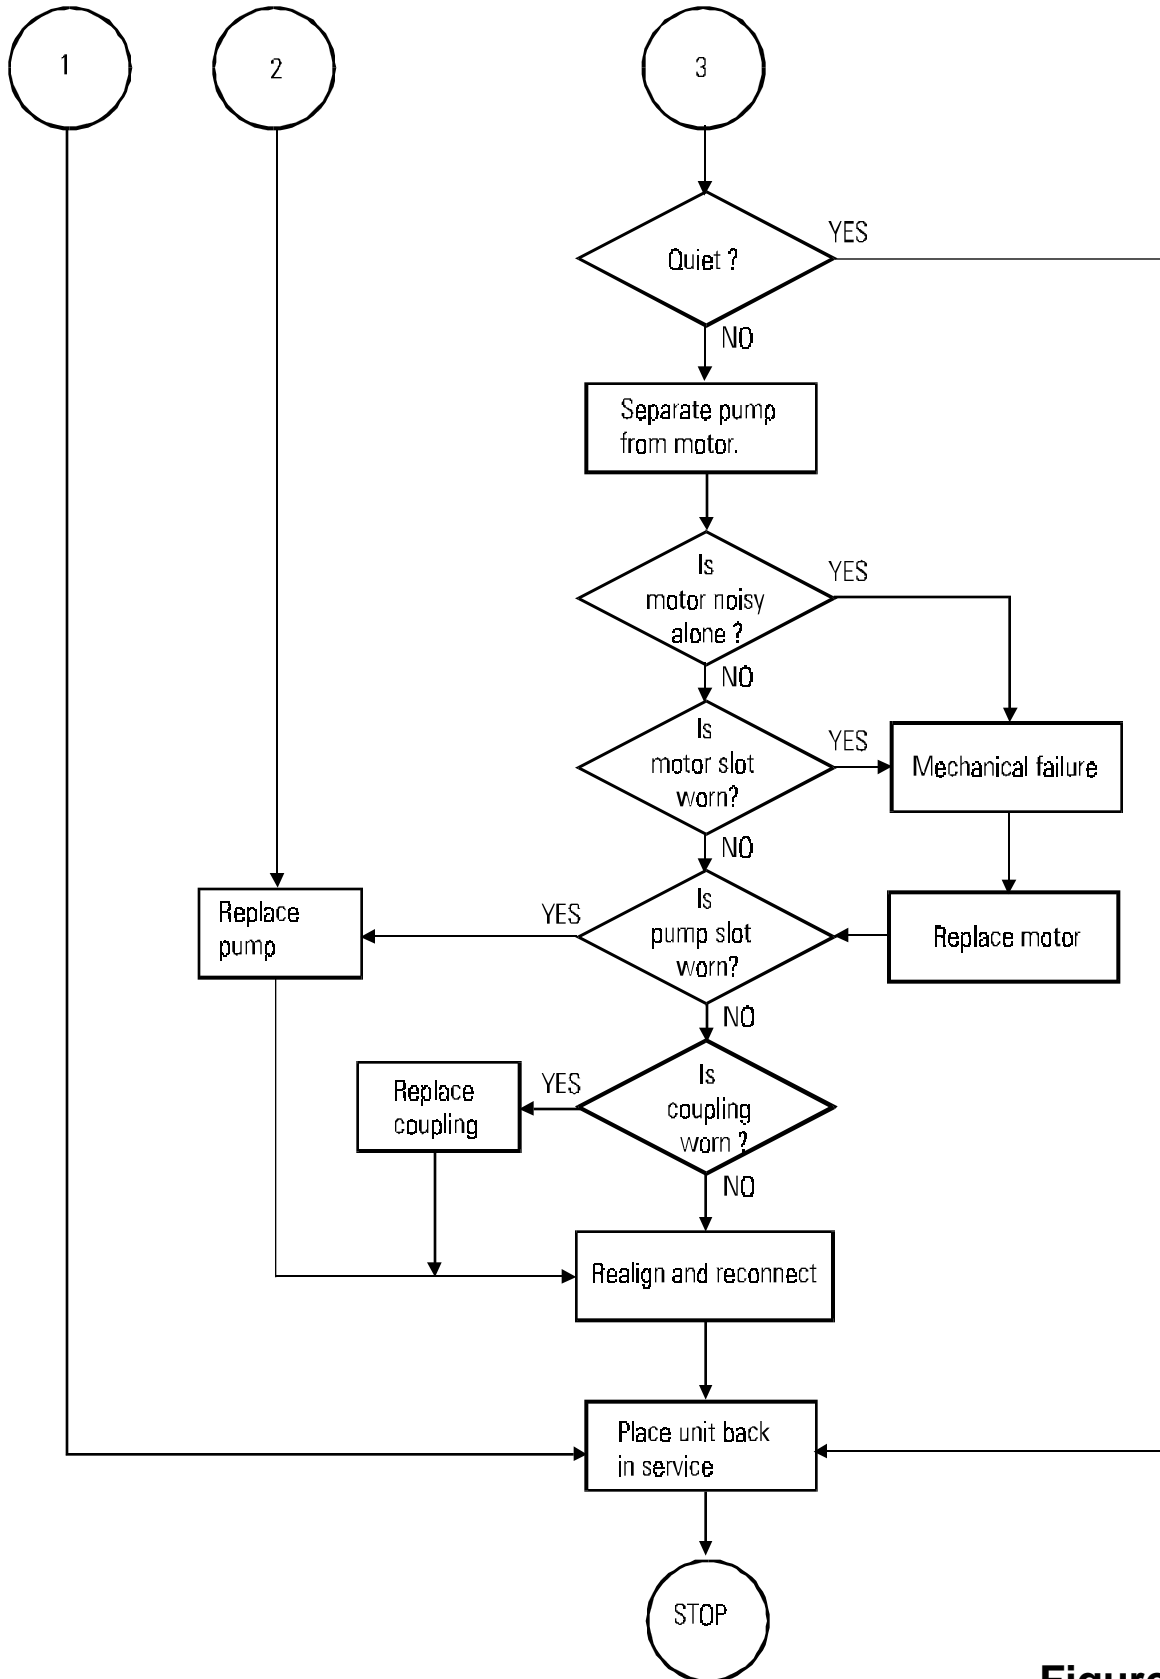 1
2
3
Quiet ?
YES
NO
Separate pump
from motor.
Is
motor noisy
alone ?
YES
NO
Is
motor slot
worn?
YES
Mechanical failure
NO
Replace
pump
YES
Is
pump slot
worn?
Replace motor
NO
Replace
coupling
YES
Is
coupling
worn ?
NO
Realign and reconnect
Place unit back
in service
STOP
Figure